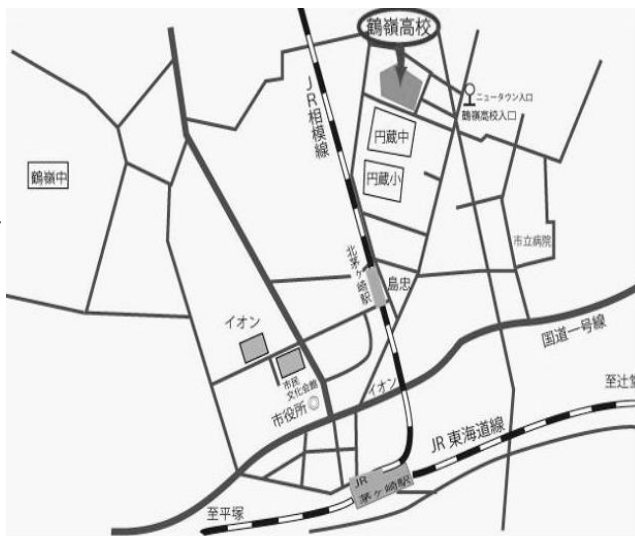 鶴嶺高校
JR相模線
ニュータウン入口
鶴嶺高校入口
円蔵中
円蔵小
鶴嶺中
市立病院
北茅ヶ崎駅
島忠
イオン
国道一号線
市民
文化会館
イオン
市役所
至辻堂
JR東海道線
JR
茅ヶ崎駅
至平塚